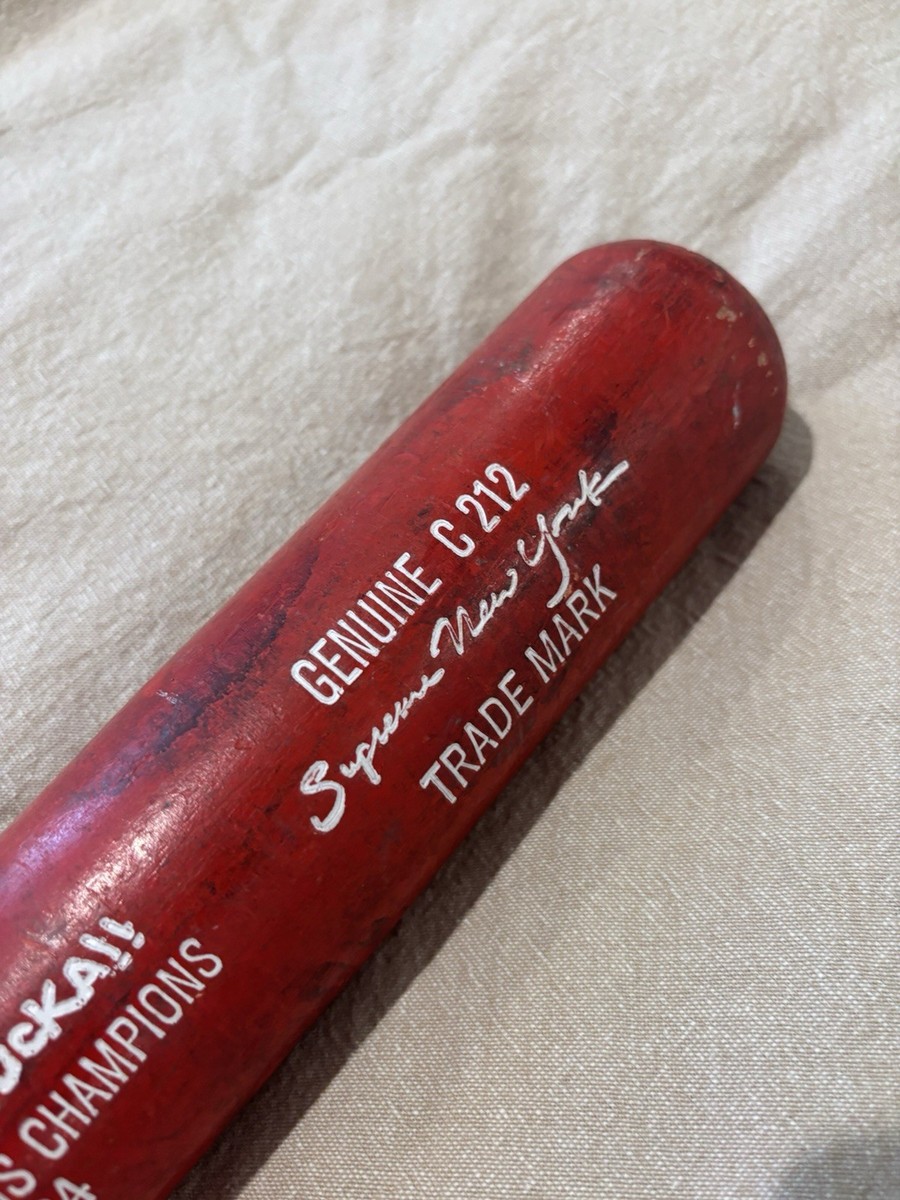 GENUINE C 212
Supreme New York
TRADE MARK
CHAMPIONS